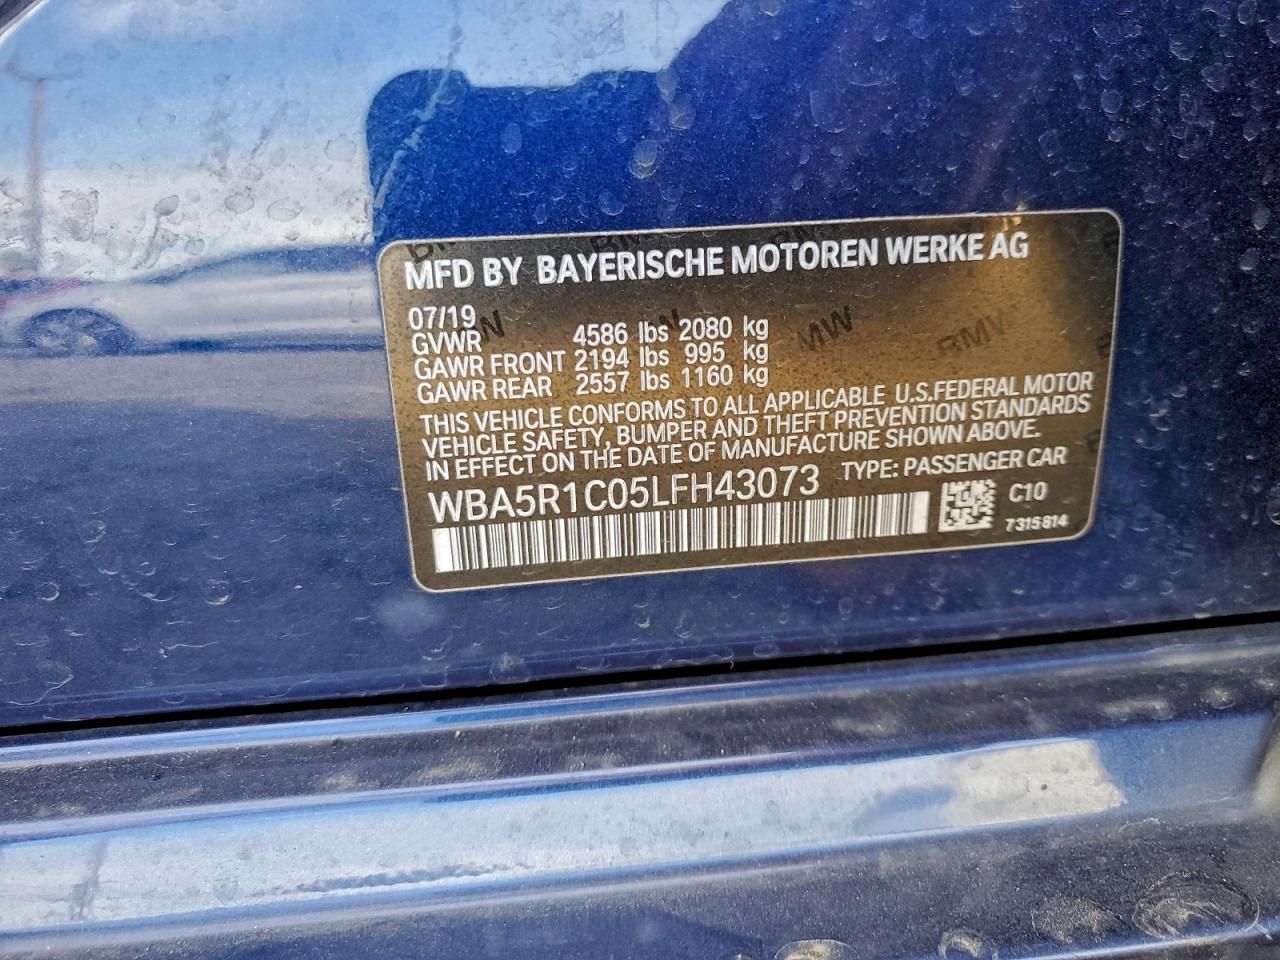 MFD BY BAYERISCHE MOTOREN WERKE AG
07/19
GVWR 4586 lbs 2080 kg
GAWR FRONT 2194 lbs 995 kg
GAWR REAR 2557 lbs 1160 kg
THIS VEHICLE CONFORMS TO ALL APPLICABLE U.S.FEDERAL MOTOR
VEHICLE SAFETY, BUMPER AND THEFT PREVENTION STANDARDS
IN EFFECT ON THE DATE OF MANUFACTURE SHOWN ABOVE.
WBA5R1C05LFH43073 TYPE: PASSENGER CAR
C10
7315814